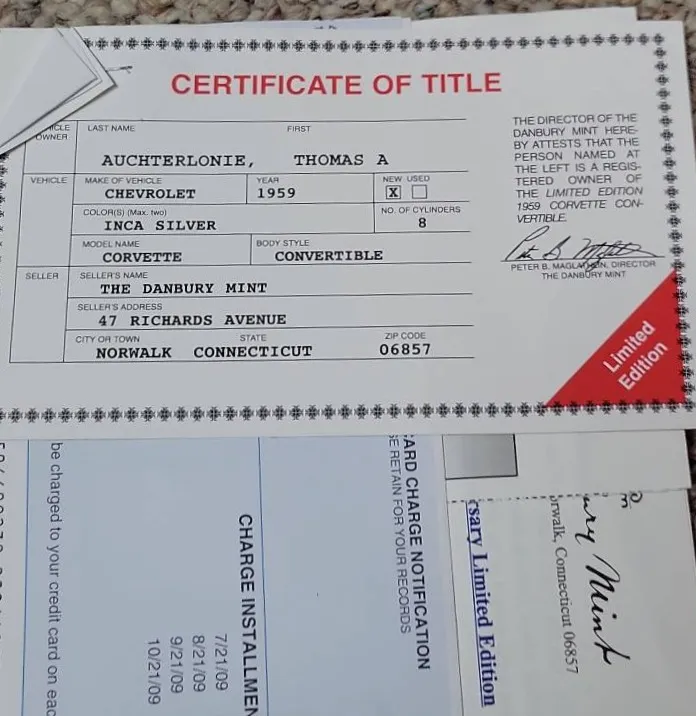 CERTIFICATE OF TITLE
OWNER
LAST NAME FIRST
AUCHTERLONIE, THOMAS A
VEHICLE
MAKE OF VEHICLE YEAR NEW USED
CHEVROLET 1959 X
COLOR(S) (Max. two) NO. OF CYLINDERS
INCA SILVER 8
MODEL NAME BODY STYLE
CORVETTE CONVERTIBLE
SELLER
SELLER'S NAME
THE DANBURY MINT
SELLER'S ADDRESS
47 RICHARDS AVENUE
CITY OR TOWN STATE ZIP CODE
NORWALK CONNECTICUT 06857
THE DIRECTOR OF THE
DANBURY MINT HERE-
BY ATTESTS THAT THE
PERSON NAMED AT
THE LEFT IS A REGIS-
TERED OWNER OF
THE LIMITED EDITION
1959 CORVETTE CON-
VERTIBLE.
PETER B. MAGLATHLIN, DIRECTOR
THE DANBURY MINT
Limited
Edition
ARD CHARGE NOTIFICATION
SE RETAIN FOR YOUR RECORDS
CHARGE INSTALLMEN
7/21/09
8/21/09
9/21/09
10/21/09
be charged to your credit card on eac
rsary Limited Edition
ury Mint
orwalk, Connecticut 06857